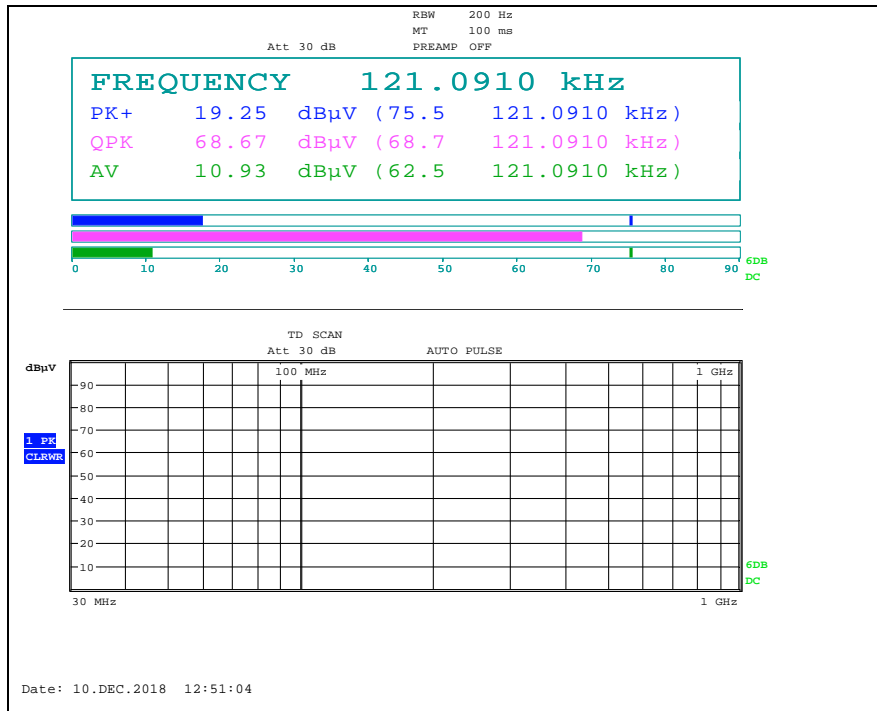 RBW 200 Hz
MT 100 ms
Att 30 dB PREAMP OFF
FREQUENCY 121.0910 kHz
PK+ 19.25 dBµV (75.5 121.0910 kHz)
QPK 68.67 dBµV (68.7 121.0910 kHz)
AV 10.93 dBµV (62.5 121.0910 kHz)
0 10 20 30 40 50 60 70 80 90
6DB
DC
TD SCAN
Att 30 dB AUTO PULSE
dBµV
100 MHz 1 GHz
90
80
70
1 PK
CLRWR
60
50
40
30
20
10
6DB
DC
30 MHz 1 GHz
Date: 10.DEC.2018 12:51:04